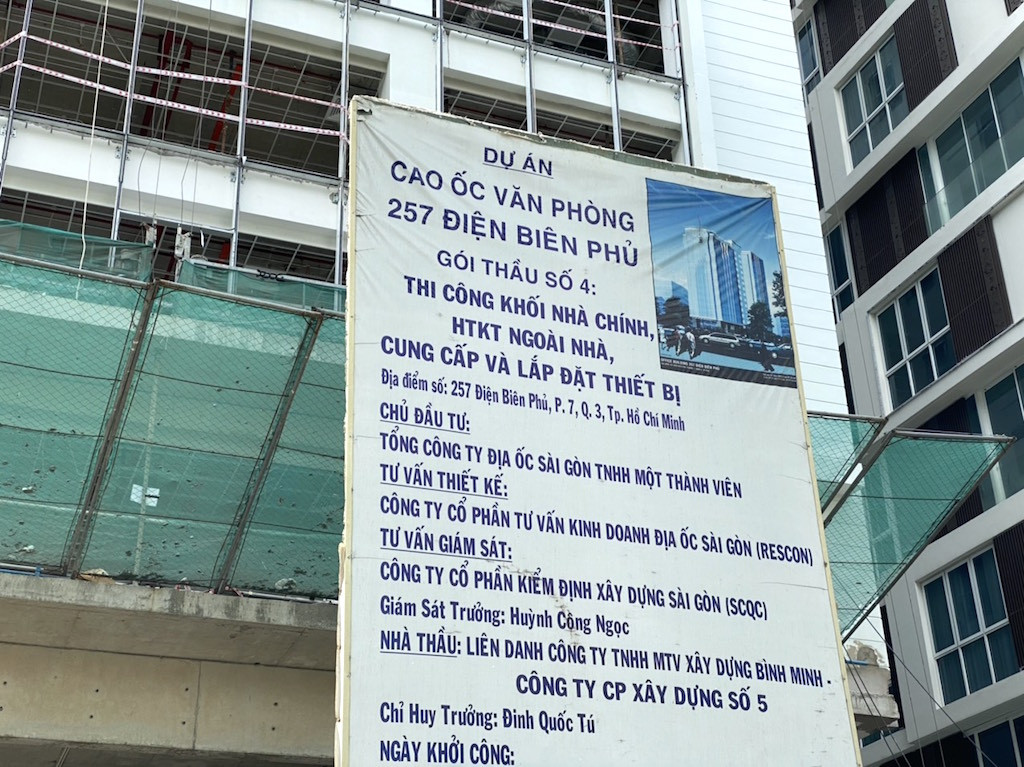 DỰ ÁN
CAO ỐC VĂN PHÒNG
257 ĐIỆN BIÊN PHỦ
GÓI THẦU SỐ 4:
THI CÔNG KHỐI NHÀ CHÍNH,
HTKT NGOÀI NHÀ,
CUNG CẤP VÀ LẮP ĐẶT THIẾT BỊ
Địa điểm số: 257 Điện Biên Phủ, P. 7, Q. 3, Tp. Hồ Chí Minh
CHỦ ĐẦU TƯ:
TỔNG CÔNG TY ĐỊA ỐC SÀI GÒN TNHH MỘT THÀNH VIÊN
TƯ VẤN THIẾT KẾ:
CÔNG TY CỔ PHẦN TƯ VẤN KINH DOANH ĐỊA ỐC SÀI GÒN (RESCON)
TƯ VẤN GIÁM SÁT:
CÔNG TY CỔ PHẦN KIỂM ĐỊNH XÂY DỰNG SÀI GÒN (SCQC)
Giám Sát Trưởng: Huỳnh Công Ngọc
NHÀ THẦU: LIÊN DANH CÔNG TY TNHH MTV XÂY DỰNG BÌNH MINH -
CÔNG TY CP XÂY DỰNG SỐ 5
Chỉ Huy Trưởng: Đinh Quốc Tú
NGÀY KHỞI CÔNG: